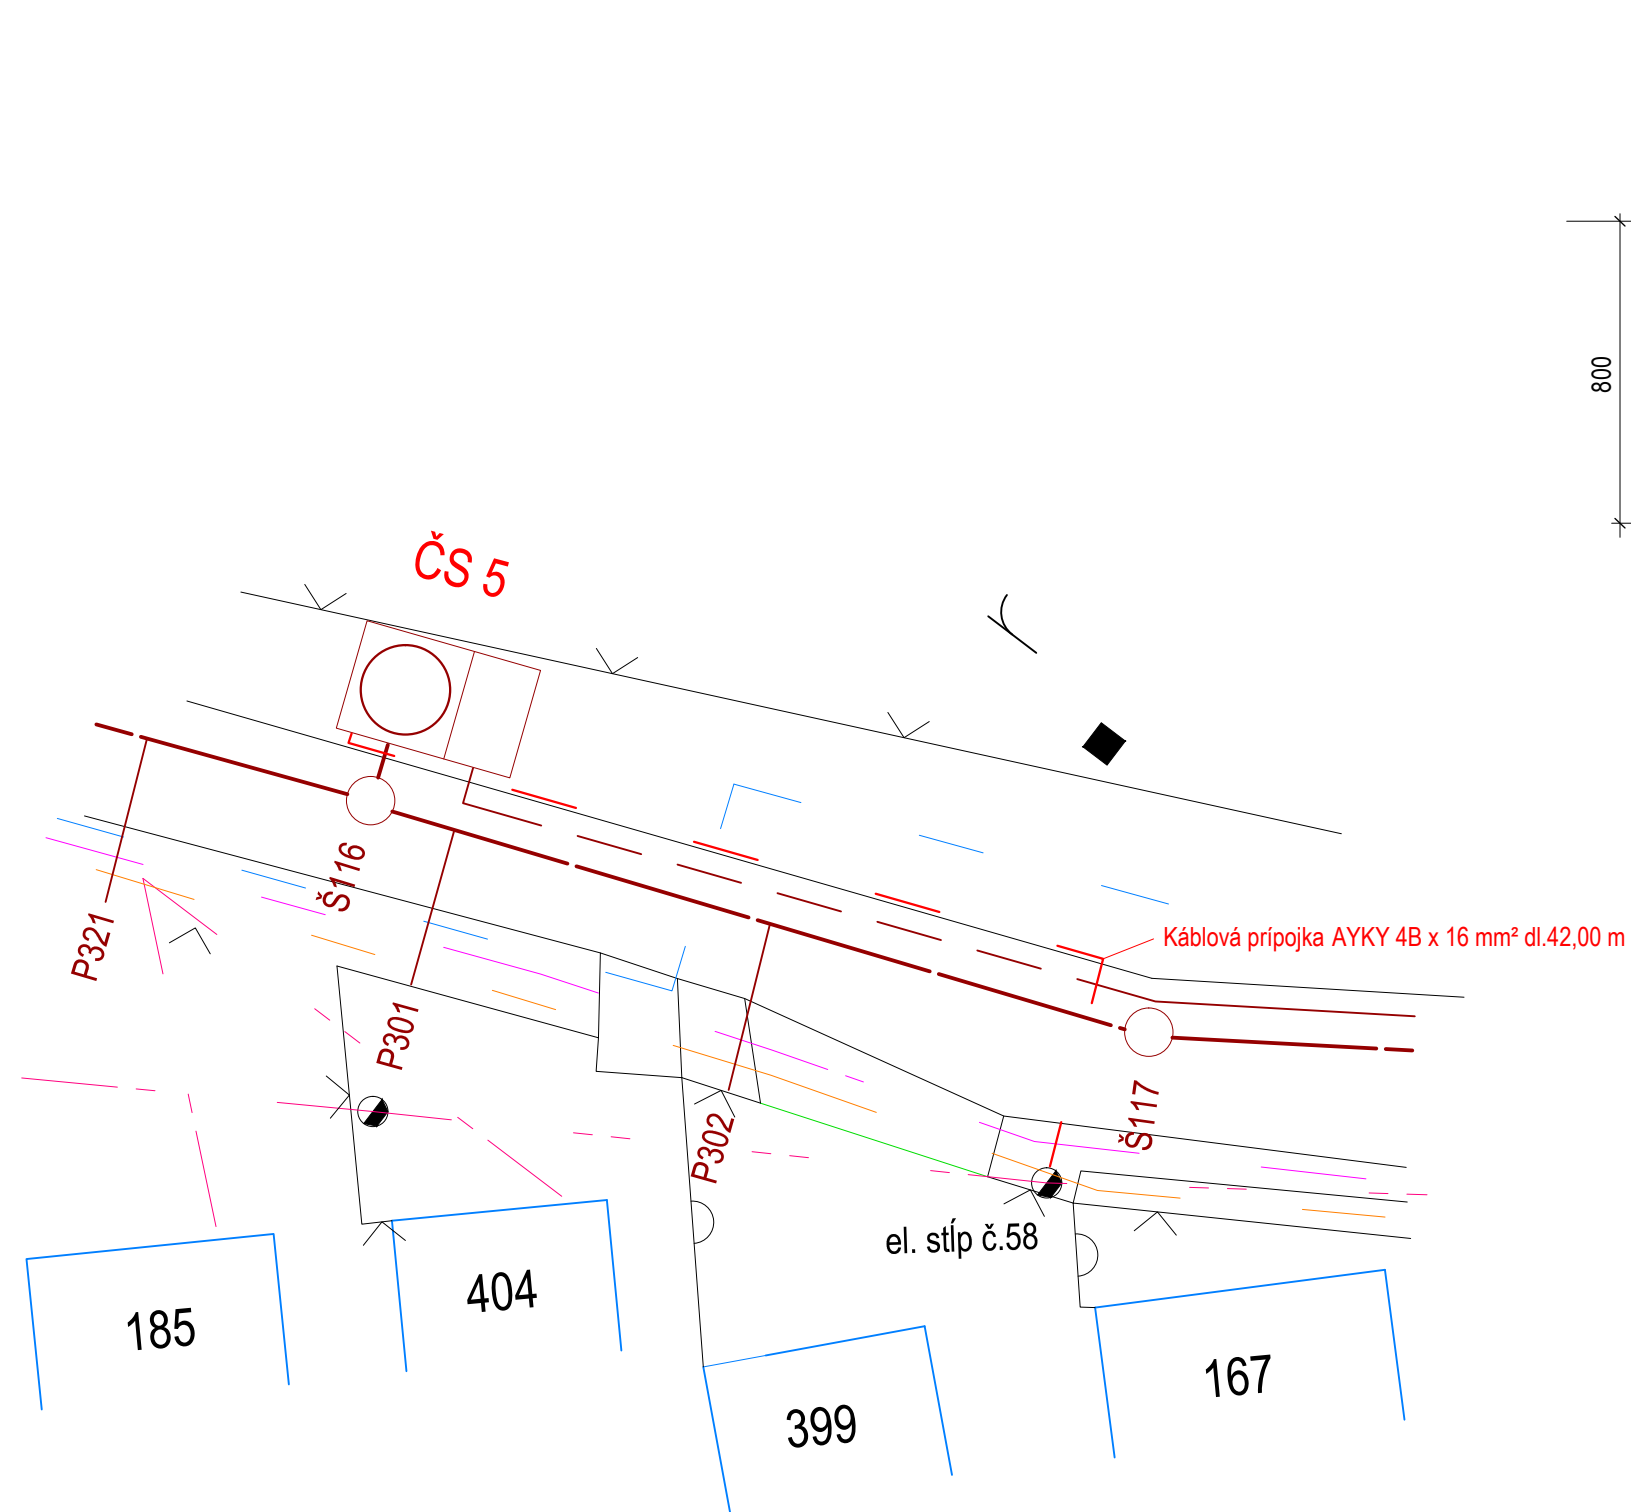 800
ČS 5
Š116
P321
Káblová prípojka AYKY 4B x 16 mm² dl.42,00 m
P301
P302
Š117
el. stĺp č.58
185
404
399
167